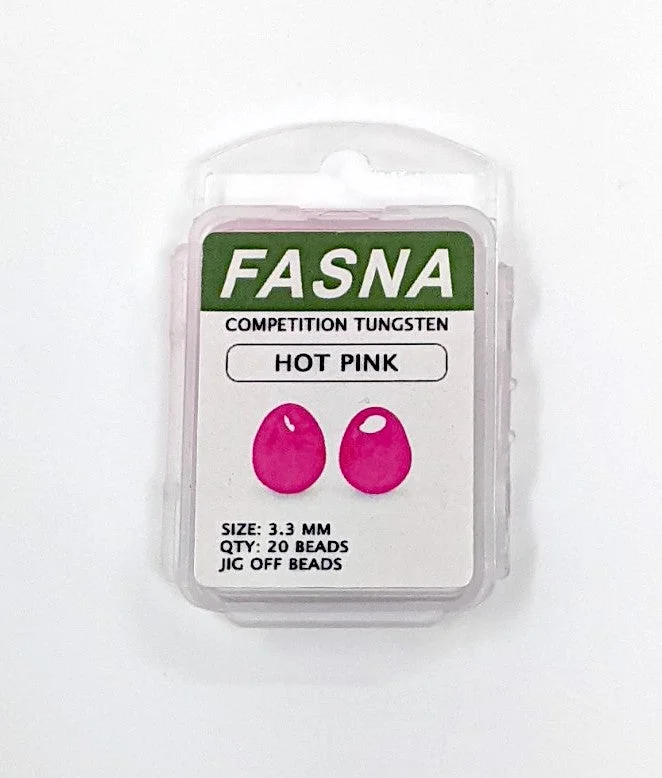 FASNA
COMPETITION TUNGSTEN
HOT PINK
SIZE: 3.3 MM
QTY: 20 BEADS
JIG OFF BEADS